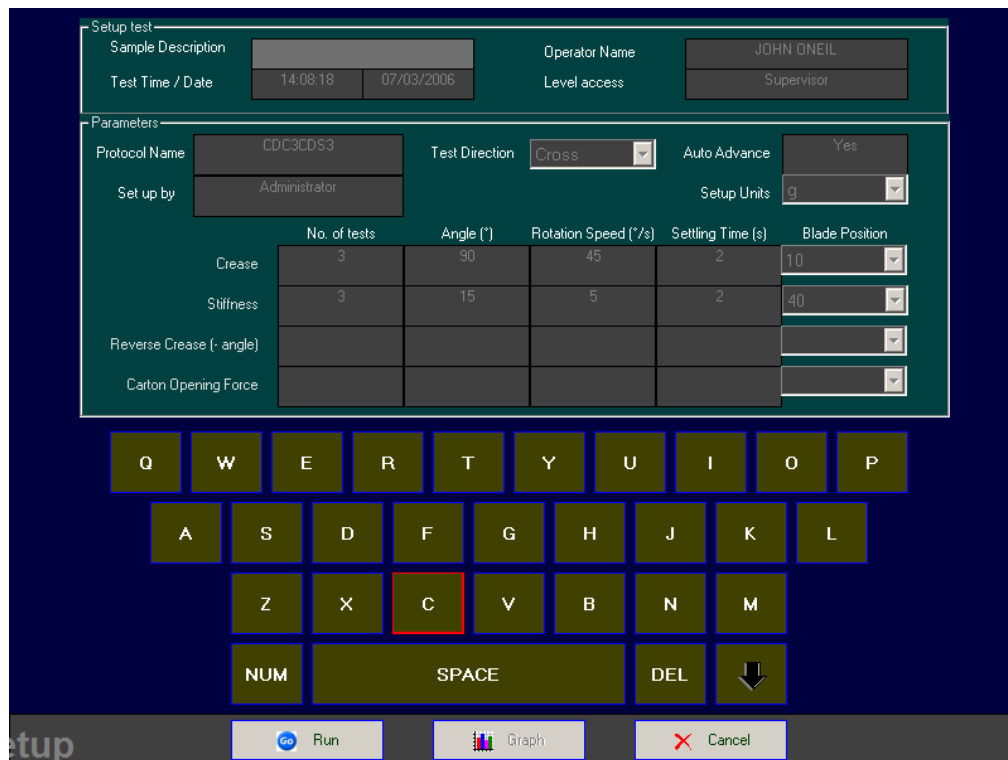 Setup test
Sample Description Operator Name JOHN ONEIL
Test Time / Date 14:08:18 07/03/2006 Level access Supervisor
Parameters
Protocol Name CDC3CDS3 Test Direction Cross Auto Advance Yes
Set up by Administrator Setup Units g
No. of tests Angle (°) Rotation Speed (°/s) Settling Time (s) Blade Position
Crease 3 90 45 2 10
Stiffness 3 15 5 2 40
Reverse Crease (- angle)
Carton Opening Force
Q W E R T Y U I O P
A S D F G H J K L
Z X C V B N M
NUM SPACE DEL
etup Go Run Graph Cancel